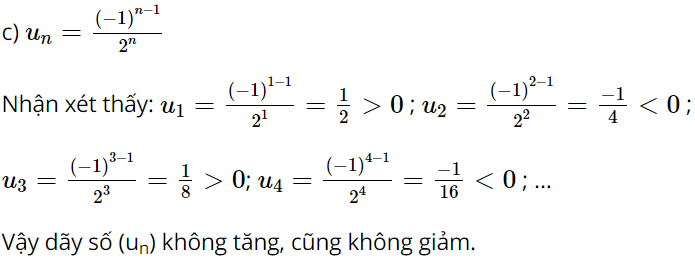 c) uₙ = (−1)ⁿ⁻¹ / 2ⁿ
Nhận xét thấy: u₁ = (−1)¹⁻¹ / 2¹ = 1/2 > 0 ; u₂ = (−1)²⁻¹ / 2² = −1/4 < 0 ;
u₃ = (−1)³⁻¹ / 2³ = 1/8 > 0; u₄ = (−1)⁴⁻¹ / 2⁴ = −1/16 < 0 ; ...
Vậy dãy số (uₙ) không tăng, cũng không giảm.